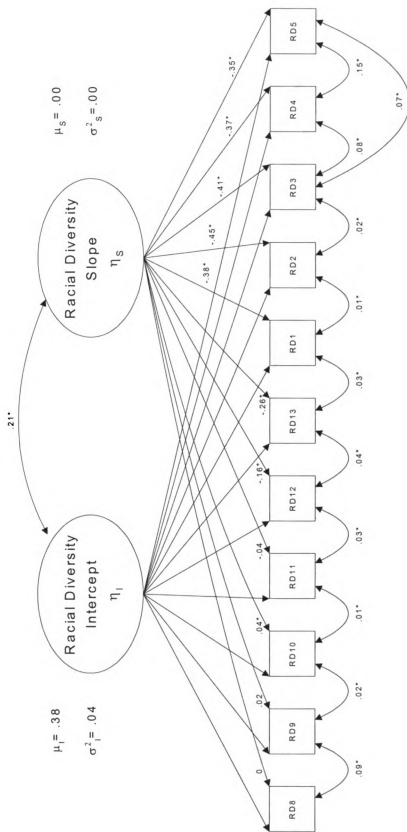 .21*
Racial Diversity
Intercept
η_I
μ_I = .38
σ²_I = .04
Racial Diversity
Slope
η_S
μ_S = .00
σ²_S = .00
0
.02
.04*
-.04
-.16*
-.26*
-.38*
-.45*
-.41*
-.37*
-.35*
RD8
RD9
RD10
RD11
RD12
RD13
RD1
RD2
RD3
RD4
RD5
.09*
.02*
.01*
.03*
.04*
.03*
.01*
.02*
.08*
.15*
.07*